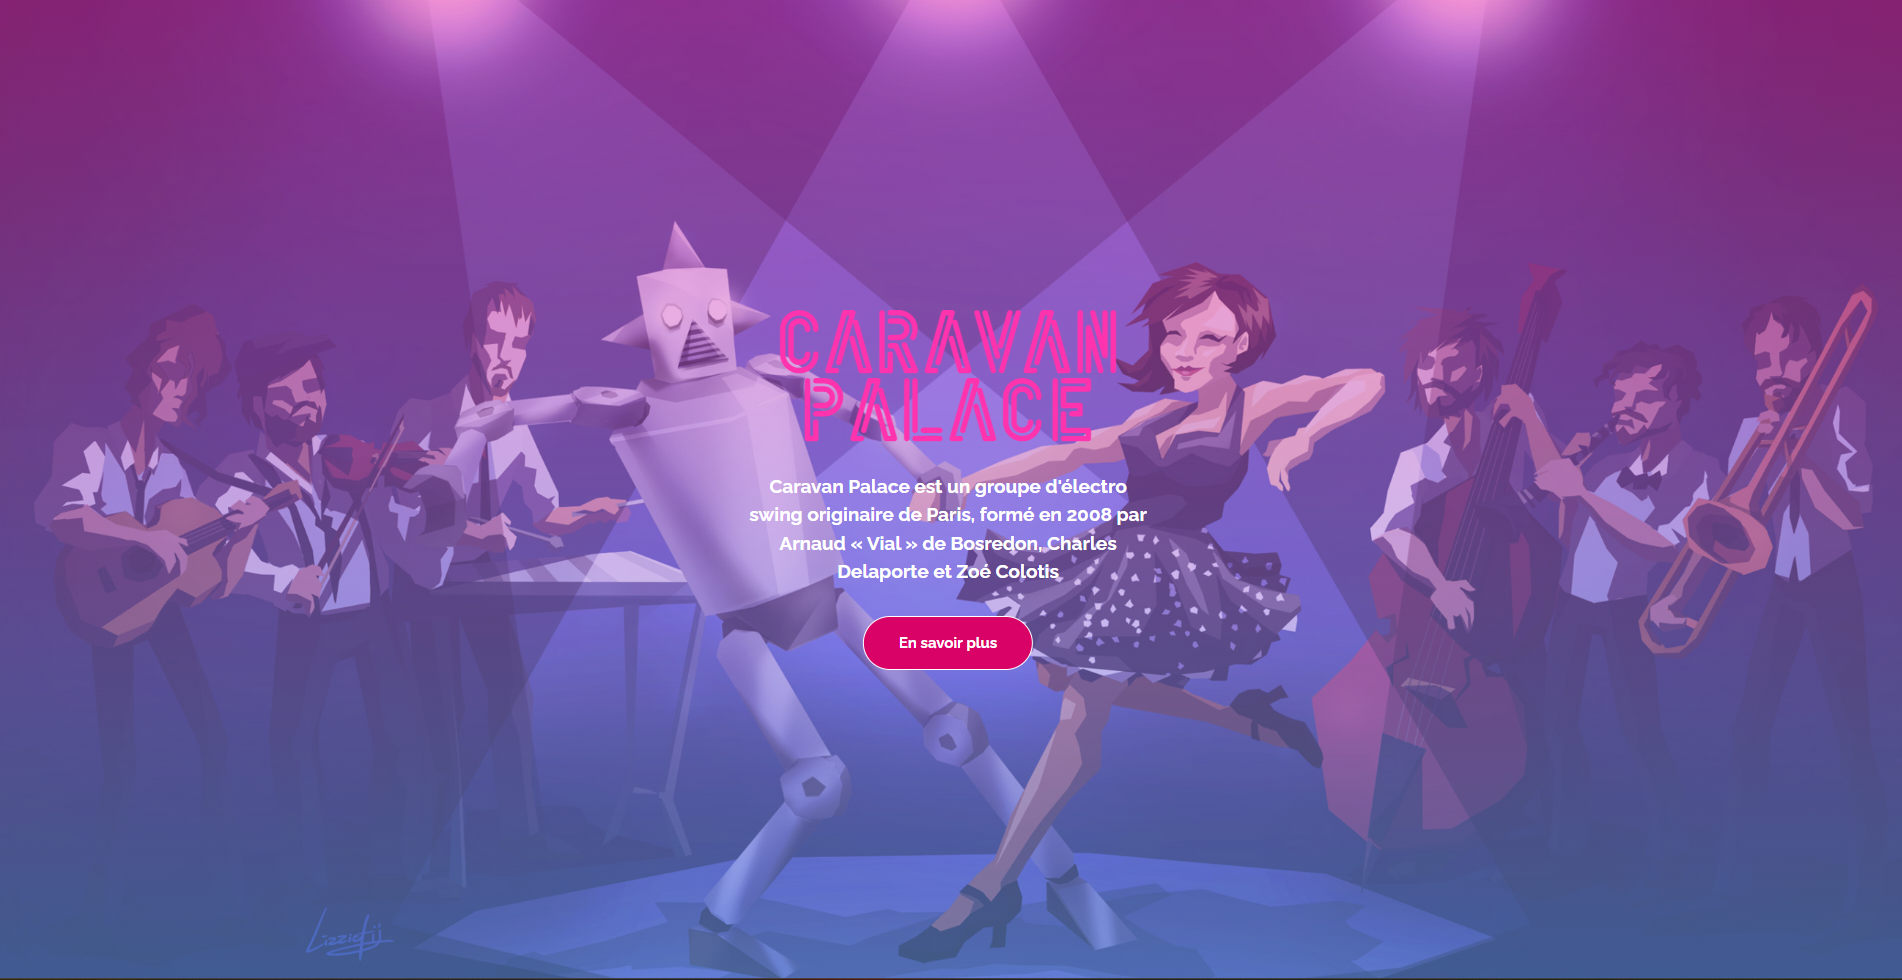 CARAVAN
PALACE
Caravan Palace est un groupe d'électro
swing originaire de Paris, formé en 2008 par
Arnaud « Vial » de Bosredon, Charles
Delaporte et Zoé Colotis
En savoir plus